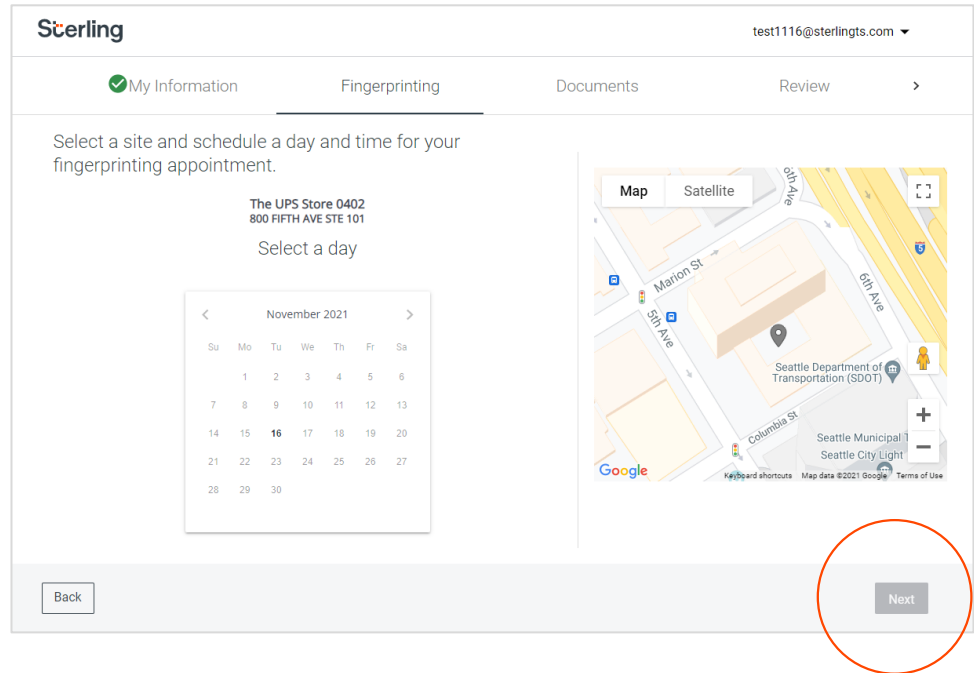 Sterling
test1116@sterlingts.com
My Information
Fingerprinting
Documents
Review
Select a site and schedule a day and time for your
fingerprinting appointment.
The UPS Store 0402
800 FIFTH AVE STE 101
Select a day
November 2021
Su Mo Tu We Th Fr Sa
1 2 3 4 5 6
7 8 9 10 11 12 13
14 15 16 17 18 19 20
21 22 23 24 25 26 27
28 29 30
Map
Satellite
6th Ave
5
Marion St
6th Ave
5th Ave
Seattle Department of
Transportation (SDOT)
Columbia St
Seattle Municipal T
Seattle City Light
Google
Keyboard shortcuts
Map data ©2021 Google
Terms of Use
Back
Next